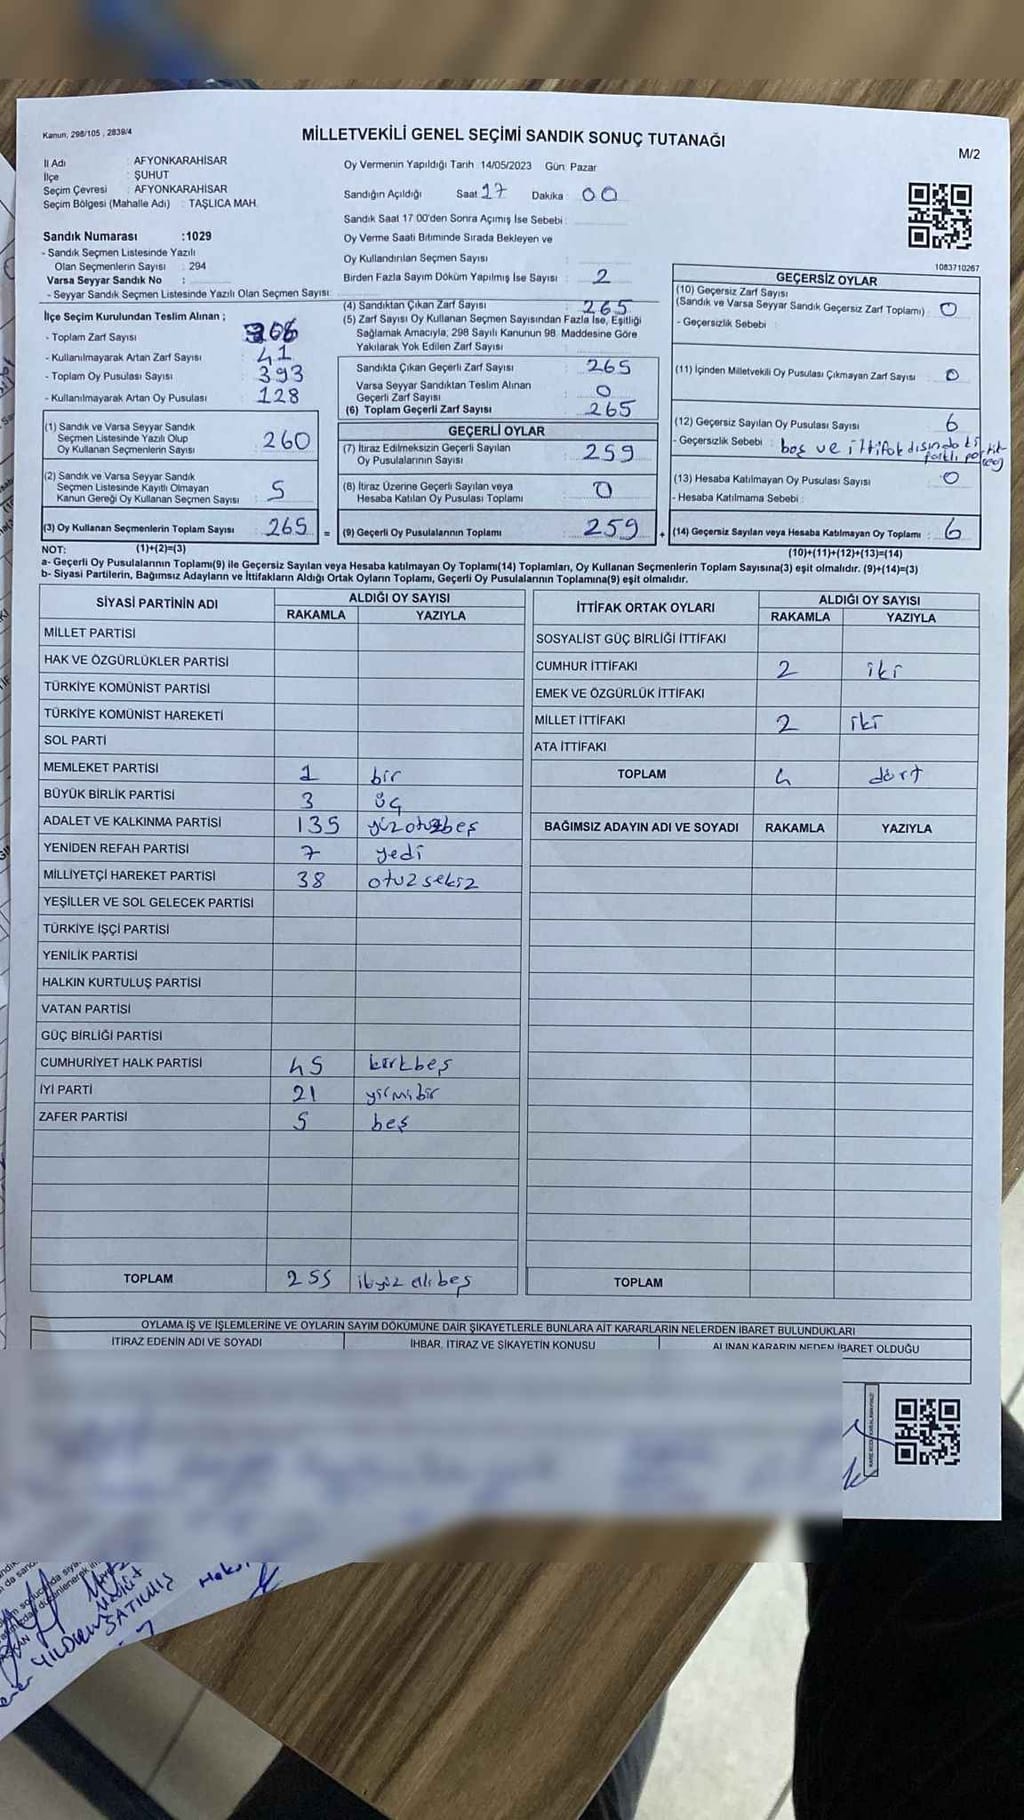 Kanun, 298/105 , 2839/4
MİLLETVEKİLİ GENEL SEÇİMİ SANDIK SONUÇ TUTANAĞI
M/2
İl Adı : AFYONKARAHİSAR
İlçe : ŞUHUT
Seçim Çevresi : AFYONKARAHİSAR
Seçim Bölgesi (Mahalle Adı) : TAŞLICA MAH.
Sandık Numarası :1029
- Sandık Seçmen Listesinde Yazılı
Olan Seçmenlerin Sayısı : 294
Varsa Seyyar Sandık No :
- Seyyar Sandık Seçmen Listesinde Yazılı Olan Seçmen Sayısı:
Oy Vermenin Yapıldığı Tarih 14/05/2023 Gün: Pazar
Sandığın Açıldığı Saat 17 Dakika : 00
Sandık Saat 17:00'den Sonra Açımış İse Sebebi :
Oy Verme Saati Bitiminde Sırada Bekleyen ve
Oy Kullandırılan Seçmen Sayısı :
Birden Fazla Sayım Döküm Yapılmış İse Sayısı : 2
1083710267
İlçe Seçim Kurulundan Teslim Alınan ;
- Toplam Zarf Sayısı :
- Kullanılmayarak Artan Zarf Sayısı : 41
- Toplam Oy Pusulası Sayısı : 393
- Kullanılmayarak Artan Oy Pusulası : 128
(1) Sandık ve Varsa Seyyar Sandık
Seçmen Listesinde Yazılı Olup
Oy Kullanan Seçmenlerin Sayısı : 260
(2) Sandık ve Varsa Seyyar Sandık
Seçmen Listesinde Kayıtlı Olmayan
Kanun Gereği Oy Kullanan Seçmen Sayısı : 5
(3) Oy Kullanan Seçmenlerin Toplam Sayısı : 265 =
(4) Sandıktan Çıkan Zarf Sayısı : 265
(5) Zarf Sayısı Oy Kullanan Seçmen Sayısından Fazla İse, Eşitliği
Sağlamak Amacıyla, 298 Sayılı Kanunun 98. Maddesine Göre
Yakılarak Yok Edilen Zarf Sayısı :
Sandıkta Çıkan Geçerli Zarf Sayısı : 265
Varsa Seyyar Sandıktan Teslim Alınan
Geçerli Zarf Sayısı : 0
(6) Toplam Geçerli Zarf Sayısı : 265
GEÇERLİ OYLAR
(7) İtiraz Edilmeksizin Geçerli Sayılan
Oy Pusulalarının Sayısı : 259
(8) İtiraz Üzerine Geçerli Sayılan veya
Hesaba Katılan Oy Pusulası Toplamı : 0
(9) Geçerli Oy Pusulalarının Toplamı : 259 +
GEÇERSİZ OYLAR
(10) Geçersiz Zarf Sayısı
(Sandık ve Varsa Seyyar Sandık Geçersiz Zarf Toplamı) : 0
- Geçersizlik Sebebi :
(11) İçinden Milletvekili Oy Pusulası Çıkmayan Zarf Sayısı : 0
(12) Geçersiz Sayılan Oy Pusulası Sayısı : 6
- Geçersizlik Sebebi : boş ve ittifak dışında farklı
(13) Hesaba Katılmayan Oy Pusulası Sayısı : 0
- Hesaba Katılmama Sebebi :
(14) Geçersiz Sayılan veya Hesaba Katılmayan Oy Toplamı : 6
NOT: (1)+(2)=(3) (10)+(11)+(12)+(13)=(14)
a- Geçerli Oy Pusulalarının Toplamı(9) ile Geçersiz Sayılan veya Hesaba katılmayan Oy Toplamı(14) Toplamları, Oy Kullanan Seçmenlerin Toplam Sayısına(3) eşit olmalıdır. (9)+(14)=(3)
b- Siyasi Partilerin, Bağımsız Adayların ve İttifakların Aldığı Ortak Oyların Toplamı, Geçerli Oy Pusulalarının Toplamına(9) eşit olmalıdır.
SİYASİ PARTİNİN ADI ALDIĞI OY SAYISI
RAKAMLA YAZIYLA
MİLLET PARTİSİ
HAK VE ÖZGÜRLÜKLER PARTİSİ
TÜRKİYE KOMÜNİST PARTİSİ
TÜRKİYE KOMÜNİST HAREKETİ
SOL PARTİ
MEMLEKET PARTİSİ 1 bir
BÜYÜK BİRLİK PARTİSİ 3 üç
ADALET VE KALKINMA PARTİSİ 135 yüzotuzbeş
YENİDEN REFAH PARTİSİ 7 yedi
MİLLİYETÇİ HAREKET PARTİSİ 38 otuzsekiz
YEŞİLLER VE SOL GELECEK PARTİSİ
TÜRKİYE İŞÇİ PARTİSİ
YENİLİK PARTİSİ
HALKIN KURTULUŞ PARTİSİ
VATAN PARTİSİ
GÜÇ BİRLİĞİ PARTİSİ
CUMHURİYET HALK PARTİSİ 45 kırkbeş
İYİ PARTİ 21 yirmibir
ZAFER PARTİSİ 5 beş
TOPLAM 255
İTTİFAK ORTAK OYLARI ALDIĞI OY SAYISI
RAKAMLA YAZIYLA
SOSYALİST GÜÇ BİRLİĞİ İTTİFAKI
CUMHUR İTTİFAKI 2 iki
EMEK VE ÖZGÜRLÜK İTTİFAKI
MİLLET İTTİFAKI 2 iki
ATA İTTİFAKI
TOPLAM 4 dört
BAĞIMSIZ ADAYIN ADI VE SOYADI RAKAMLA YAZIYLA
TOPLAM
OYLAMA İŞ VE İŞLEMLERİNE VE OYLARIN SAYIM DÖKÜMÜNE DAİR ŞİKAYETLERLE BUNLARA AİT KARARLARIN NELERDEN İBARET BULUNDUKLARI
İTİRAZ EDENİN ADI VE SOYADI İHBAR, İTİRAZ VE ŞİKAYETİN KONUSU ALINAN KARARIN NEDEN İBARET OLDUĞU